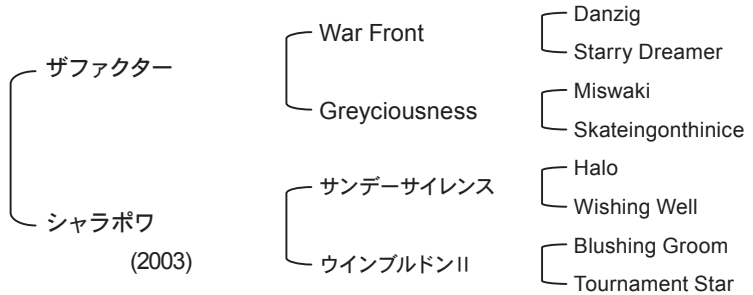 ザファクター
シャラポワ
(2003)
War Front
Greyciousness
サンデーサイレンス
ウインブルドンII
Danzig
Starry Dreamer
Miswaki
Skateingonthinice
Halo
Wishing Well
Blushing Groom
Tournament Star